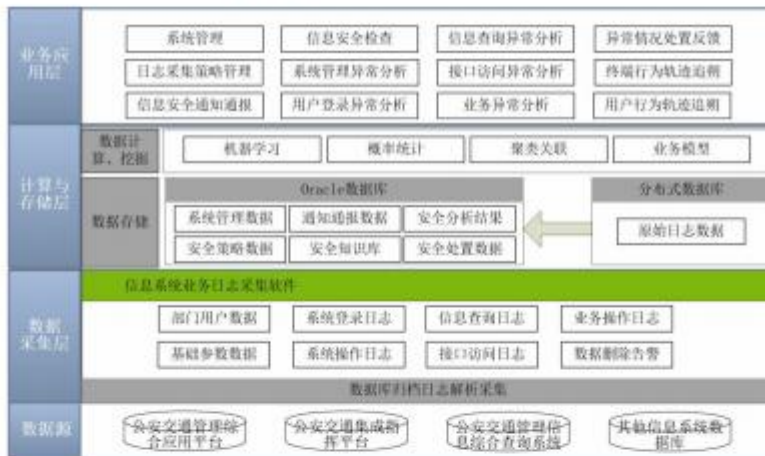 业务应
用层
系统管理
信息安全检查
信息查询异常分析
异常情况处置反馈
日志采集策略管理
系统管理异常分析
接口访问异常分析
终端行为轨迹追朔
信息安全通知通报
用户登录异常分析
业务异常分析
用户行为轨迹追朔
计算与
存储层
数据计
算、挖掘
机器学习
概率统计
聚类关联
业务模型
数据存储
Oracle数据库
系统管理数据
通知通报数据
安全分析结果
安全策略数据
安全知识库
安全处置数据
分布式数据库
原始日志数据
数据
采集层
信息系统业务日志采集软件
部门用户数据
系统登录日志
信息查询日志
业务操作日志
基础参数数据
系统操作日志
接口访问日志
数据删除告警
数据库归档日志解析采集
数据源
公安交通管理综
合应用平台
公安交通集成指
挥平台
公安交通管理信
息综合查询系统
其他信息系统数
据库